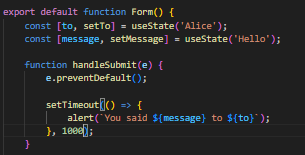 export default function Form() {
const [to, setTo] = useState('Alice');
const [message, setMessage] = useState('Hello');
function handleSubmit(e) {
e.preventDefault();
setTimeout(() => {
alert(`You said ${message} to ${to}`);
}, 1000);
}